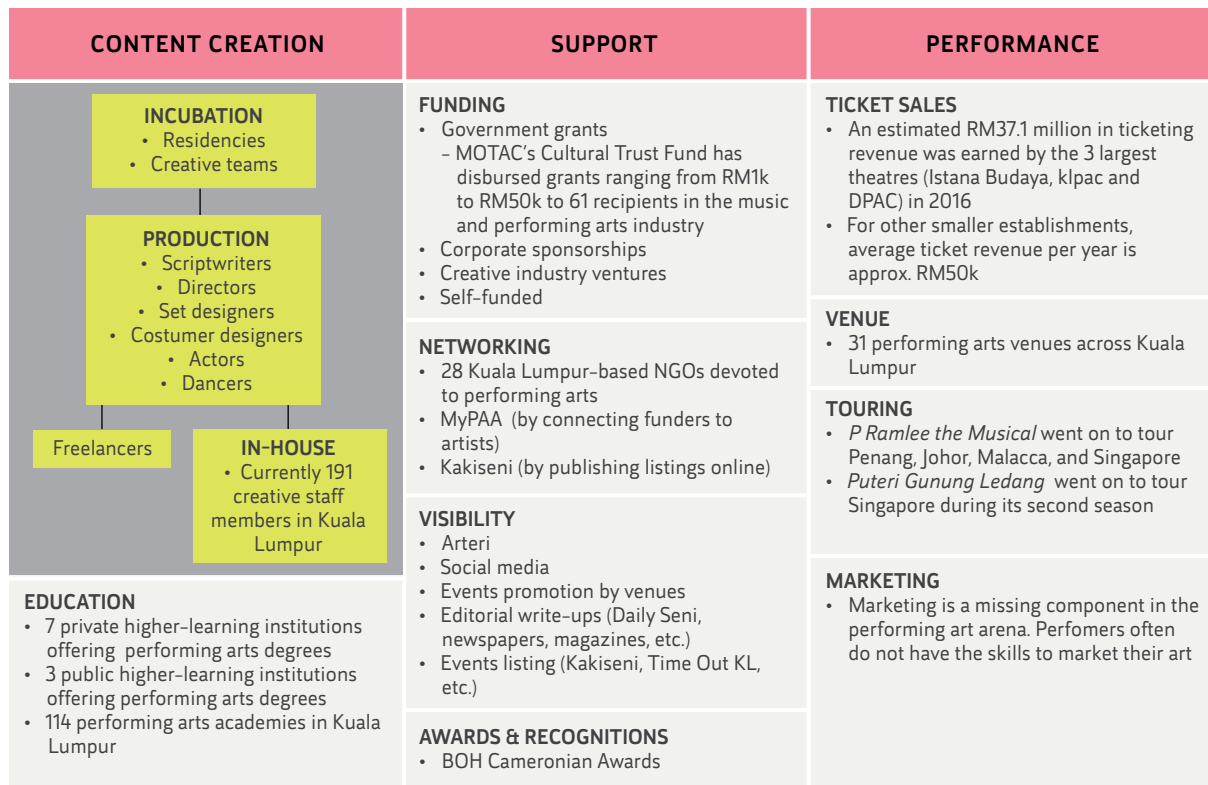 CONTENT CREATION
INCUBATION
• Residencies
• Creative teams
PRODUCTION
• Scriptwriters
• Directors
• Set designers
• Costumer designers
• Actors
• Dancers
Freelancers
IN-HOUSE
• Currently 191
creative staff
members in Kuala
Lumpur
EDUCATION
• 7 private higher-learning institutions
offering performing arts degrees
• 3 public higher-learning institutions
offering performing arts degrees
• 114 performing arts academies in Kuala
Lumpur
SUPPORT
FUNDING
• Government grants
– MOTAC's Cultural Trust Fund has
disbursed grants ranging from RM1k
to RM50k to 61 recipients in the music
and performing arts industry
• Corporate sponsorships
• Creative industry ventures
• Self-funded
NETWORKING
• 28 Kuala Lumpur-based NGOs devoted
to performing arts
• MyPAA (by connecting funders to
artists)
• Kakiseni (by publishing listings online)
VISIBILITY
• Arteri
• Social media
• Events promotion by venues
• Editorial write-ups (Daily Seni,
newspapers, magazines, etc.)
• Events listing (Kakiseni, Time Out KL,
etc.)
AWARDS & RECOGNITIONS
• BOH Cameronian Awards
PERFORMANCE
TICKET SALES
• An estimated RM37.1 million in ticketing
revenue was earned by the 3 largest
theatres (Istana Budaya, klpac and
DPAC) in 2016
• For other smaller establishments,
average ticket revenue per year is
approx. RM50k
VENUE
• 31 performing arts venues across Kuala
Lumpur
TOURING
• P Ramlee the Musical went on to tour
Penang, Johor, Malacca, and Singapore
• Puteri Gunung Ledang went on to tour
Singapore during its second season
MARKETING
• Marketing is a missing component in the
performing art arena. Perfomers often
do not have the skills to market their art